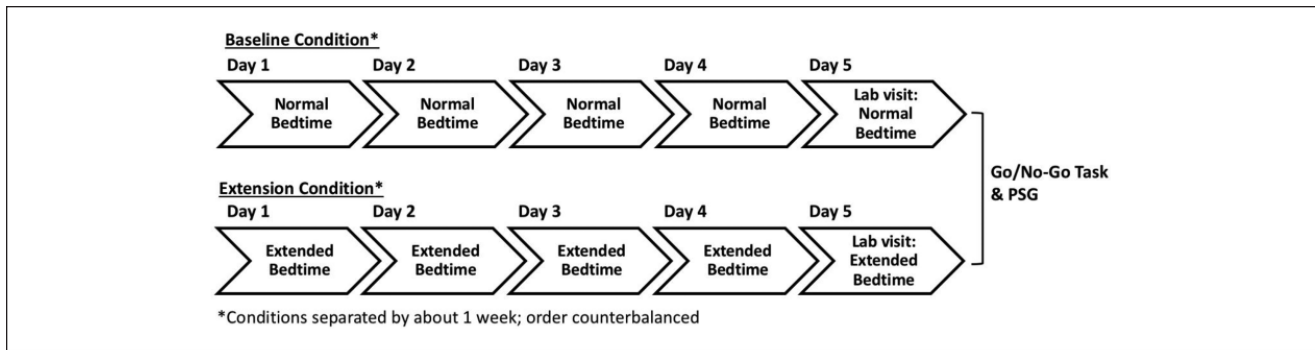 Baseline Condition*
Day 1 Day 2 Day 3 Day 4 Day 5
Normal
Bedtime
Normal
Bedtime
Normal
Bedtime
Normal
Bedtime
Lab visit:
Normal
Bedtime
Go/No-Go Task
& PSG
Extension Condition*
Day 1 Day 2 Day 3 Day 4 Day 5
Extended
Bedtime
Extended
Bedtime
Extended
Bedtime
Extended
Bedtime
Lab visit:
Extended
Bedtime
*Conditions separated by about 1 week; order counterbalanced